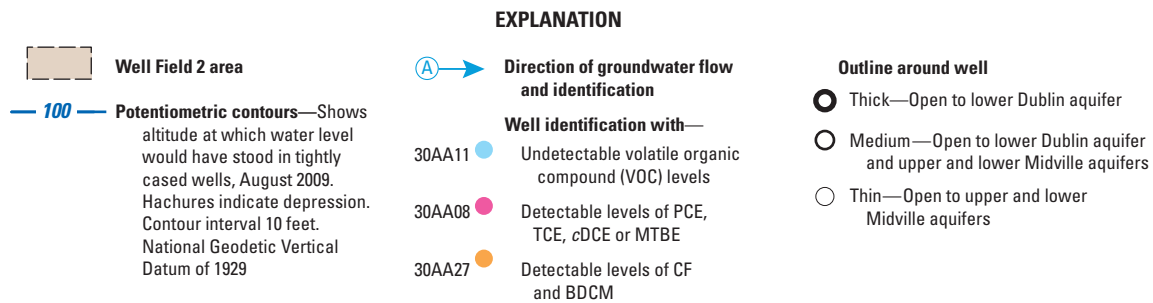 EXPLANATION
Well Field 2 area
100
Potentiometric contours—Shows
altitude at which water level
would have stood in tightly
cased wells, August 2009.
Hachures indicate depression.
Contour interval 10 feet.
National Geodetic Vertical
Datum of 1929
A
Direction of groundwater flow
and identification
Well identification with—
30AA11
Undetectable volatile organic
compound (VOC) levels
30AA08
Detectable levels of PCE,
TCE, cDCE or MTBE
30AA27
Detectable levels of CF
and BDCM
Outline around well
Thick—Open to lower Dublin aquifer
Medium—Open to lower Dublin aquifer
and upper and lower Midville aquifers
Thin—Open to upper and lower
Midville aquifers